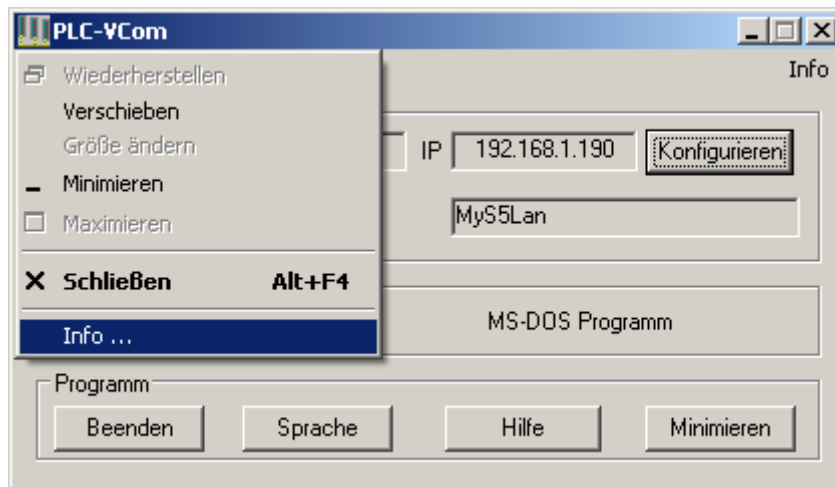 PLC-VCom
Info
Wiederherstellen
Verschieben
Größe ändern
Minimieren
Maximieren
Schließen Alt+F4
Info ...
IP 192.168.1.190 Konfigurieren
MyS5Lan
MS-DOS Programm
Programm
Beenden Sprache Hilfe Minimieren